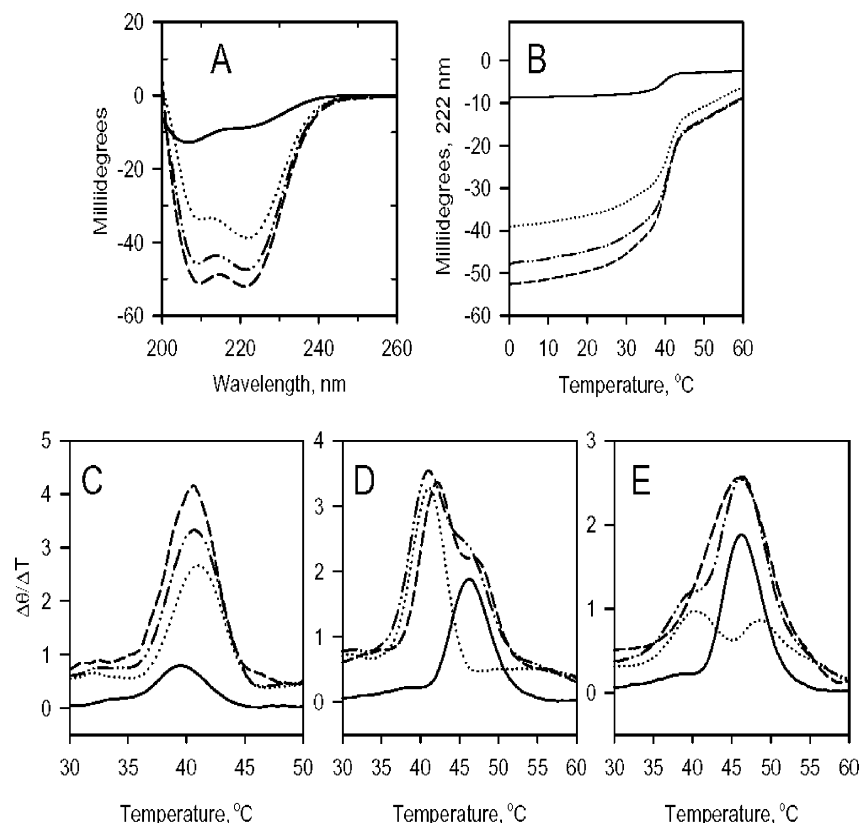 A
20
0
-20
-40
-60
Milliidegrees
200 220 240 260
Wavelength, nm
B
0
-10
-20
-30
-40
-50
-60
Milliidegrees, 222 nm
0 10 20 30 40 50 60
Temperature, °C
C
5
4
3
2
1
0
Δθ/ΔT
30 35 40 45 50
Temperature, °C
D
4
3
2
1
0
30 35 40 45 50 55 60
Temperature, °C
E
3
2
1
0
30 35 40 45 50 55 60
Temperature, °C